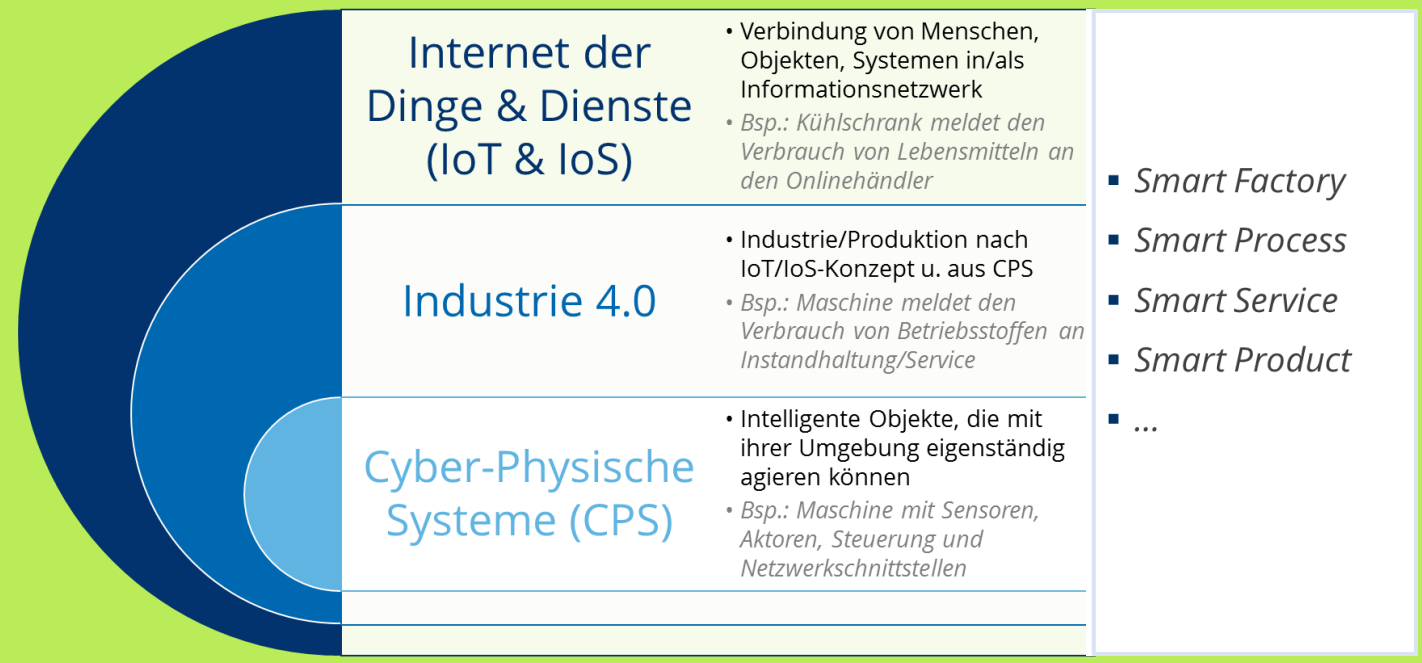 Internet der
Dinge & Dienste
(IoT & IoS)
• Verbindung von Menschen,
Objekten, Systemen in/als
Informationsnetzwerk
• Bsp.: Kühlschrank meldet den
Verbrauch von Lebensmitteln an
den Onlinehändler
Industrie 4.0
• Industrie/Produktion nach
IoT/IoS-Konzept u. aus CPS
• Bsp.: Maschine meldet den
Verbrauch von Betriebsstoffen an
Instandhaltung/Service
Cyber-Physische
Systeme (CPS)
• Intelligente Objekte, die mit
ihrer Umgebung eigenständig
agieren können
• Bsp.: Maschine mit Sensoren,
Aktoren, Steuerung und
Netzwerkschnittstellen
▪ Smart Factory
▪ Smart Process
▪ Smart Service
▪ Smart Product
▪ ...